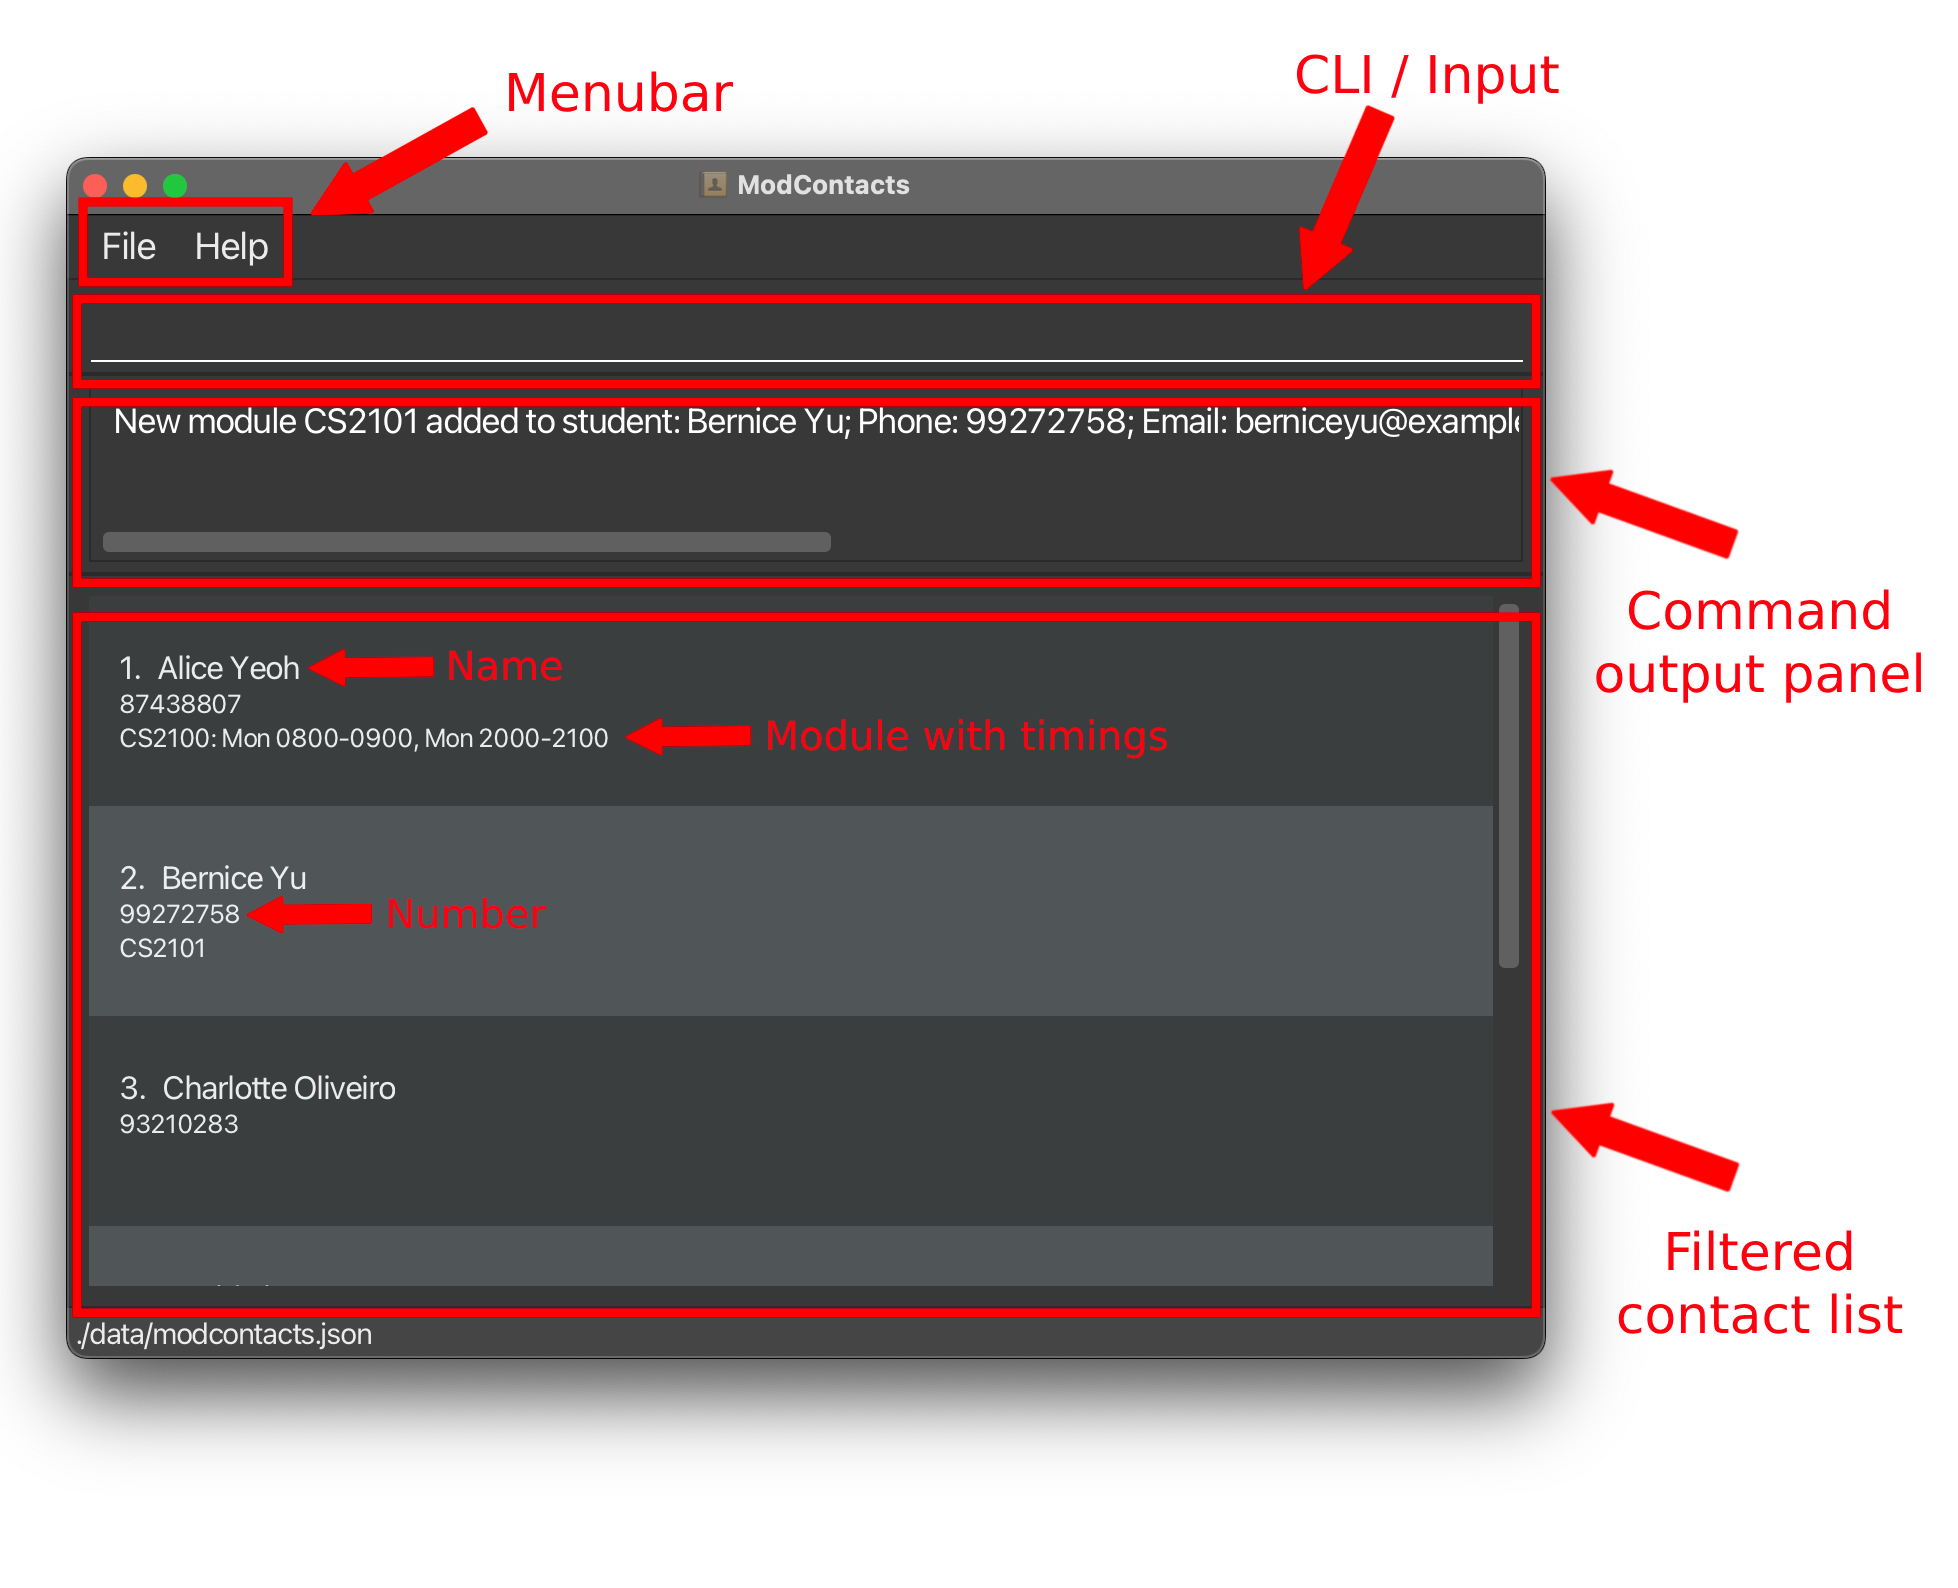 Menubar
CLI / Input
ModContacts
File Help
New module CS2101 added to student: Bernice Yu; Phone: 99272758; Email: berniceyu@example
Command
output panel
1. Alice Yeoh
Name
87438807
CS2100: Mon 0800-0900, Mon 2000-2100
Module with timings
2. Bernice Yu
99272758
Number
CS2101
3. Charlotte Oliveiro
93210283
Filtered
contact list
./data/modcontacts.json